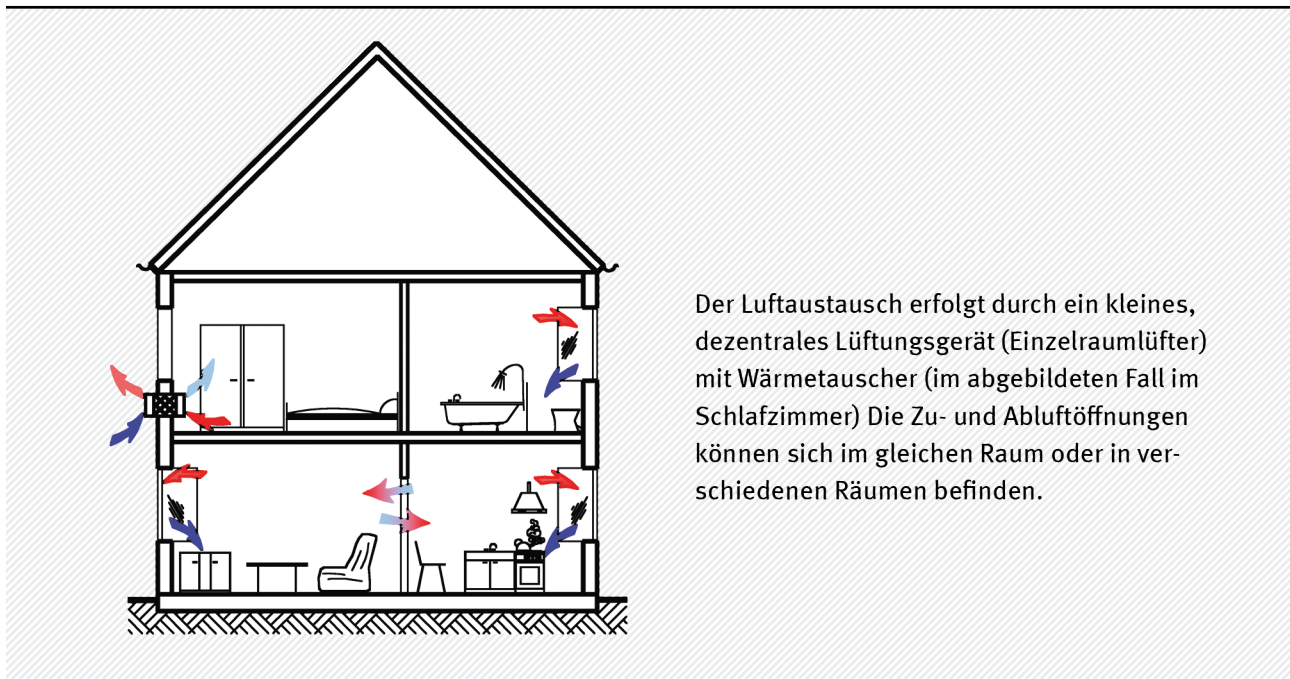 Der Luftaustausch erfolgt durch ein kleines,
dezentrales Lüftungsgerät (Einzelraumlüfter)
mit Wärmetauscher (im abgebildeten Fall im
Schlafzimmer) Die Zu- und Abluftöffnungen
können sich im gleichen Raum oder in ver-
schiedenen Räumen befinden.